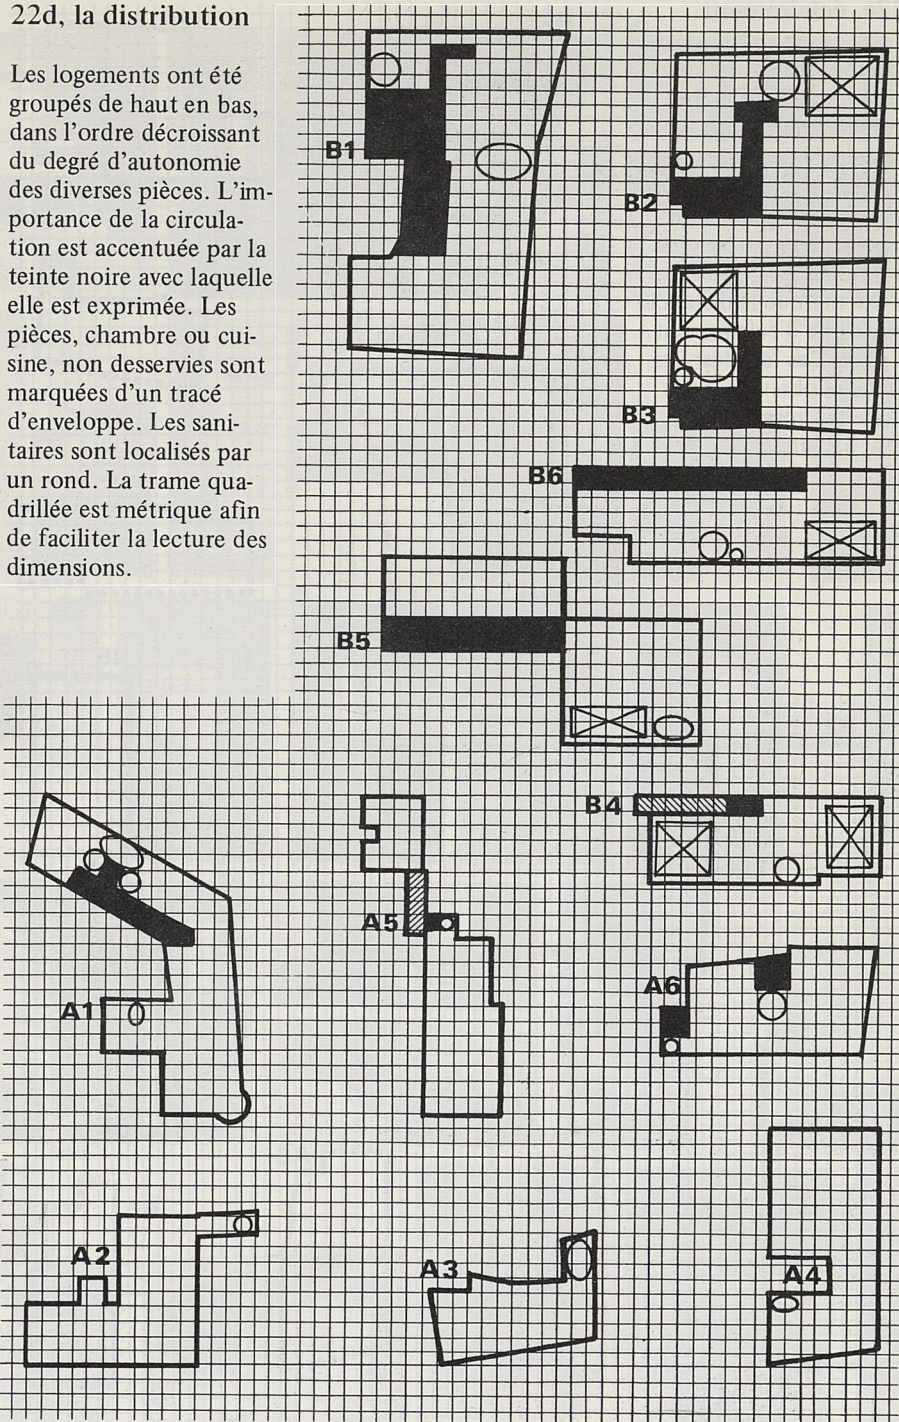 22d, la distribution
Les logements ont été
groupés de haut en bas,
dans l'ordre décroissant
du degré d'autonomie
des diverses pièces. L'im-
portance de la circula-
tion est accentuée par la
teinte noire avec laquelle
elle est exprimée. Les
pièces, chambre ou cui-
sine, non desservies sont
marquées d'un tracé
d'enveloppe. Les sani-
taires sont localisés par
un rond. La trame qua-
drillée est métrique afin
de faciliter la lecture des
dimensions.
B1
B2
B3
B6
B5
B4
A5
A6
A1
A2
A3
A4